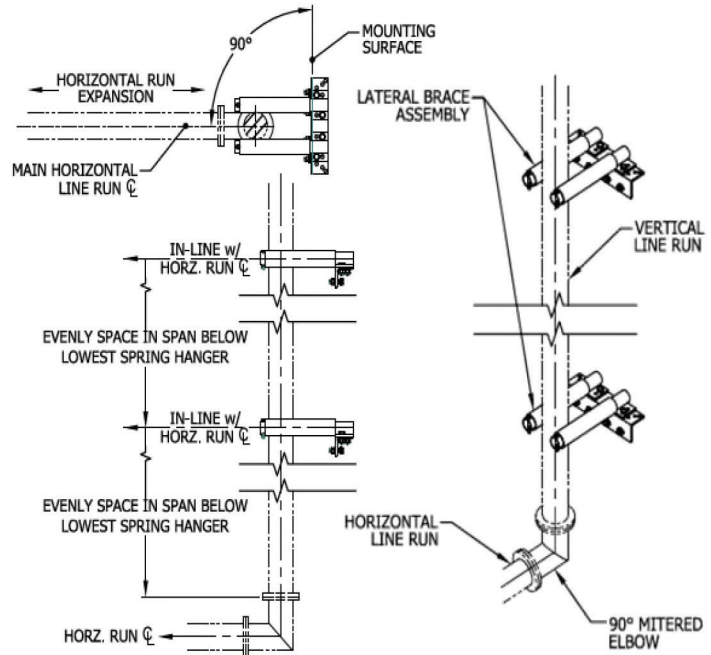 90°
MOUNTING
SURFACE
HORIZONTAL RUN
EXPANSION
MAIN HORIZONTAL
LINE RUN ℄
LATERAL BRACE
ASSEMBLY
VERTICAL
LINE RUN
IN-LINE w/
HORZ. RUN ℄
EVENLY SPACE IN SPAN BELOW
LOWEST SPRING HANGER
IN-LINE w/
HORZ. RUN ℄
EVENLY SPACE IN SPAN BELOW
LOWEST SPRING HANGER
HORZ. RUN ℄
HORIZONTAL
LINE RUN
90° MITERED
ELBOW